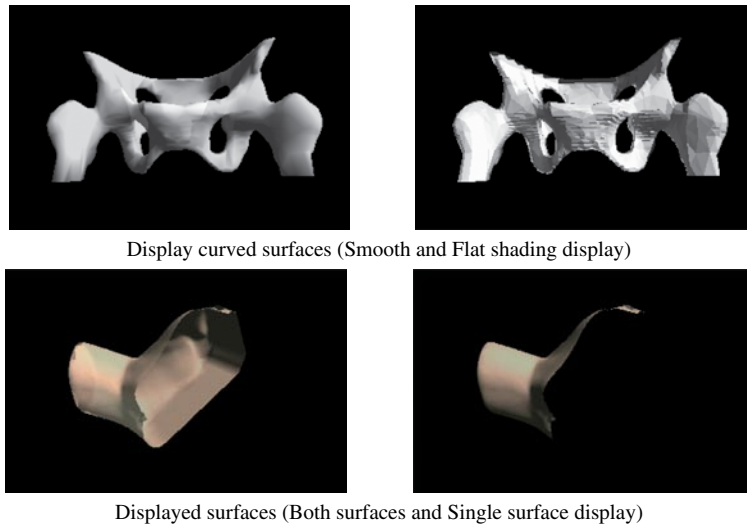 Display curved surfaces (Smooth and Flat shading display)
Displayed surfaces (Both surfaces and Single surface display)